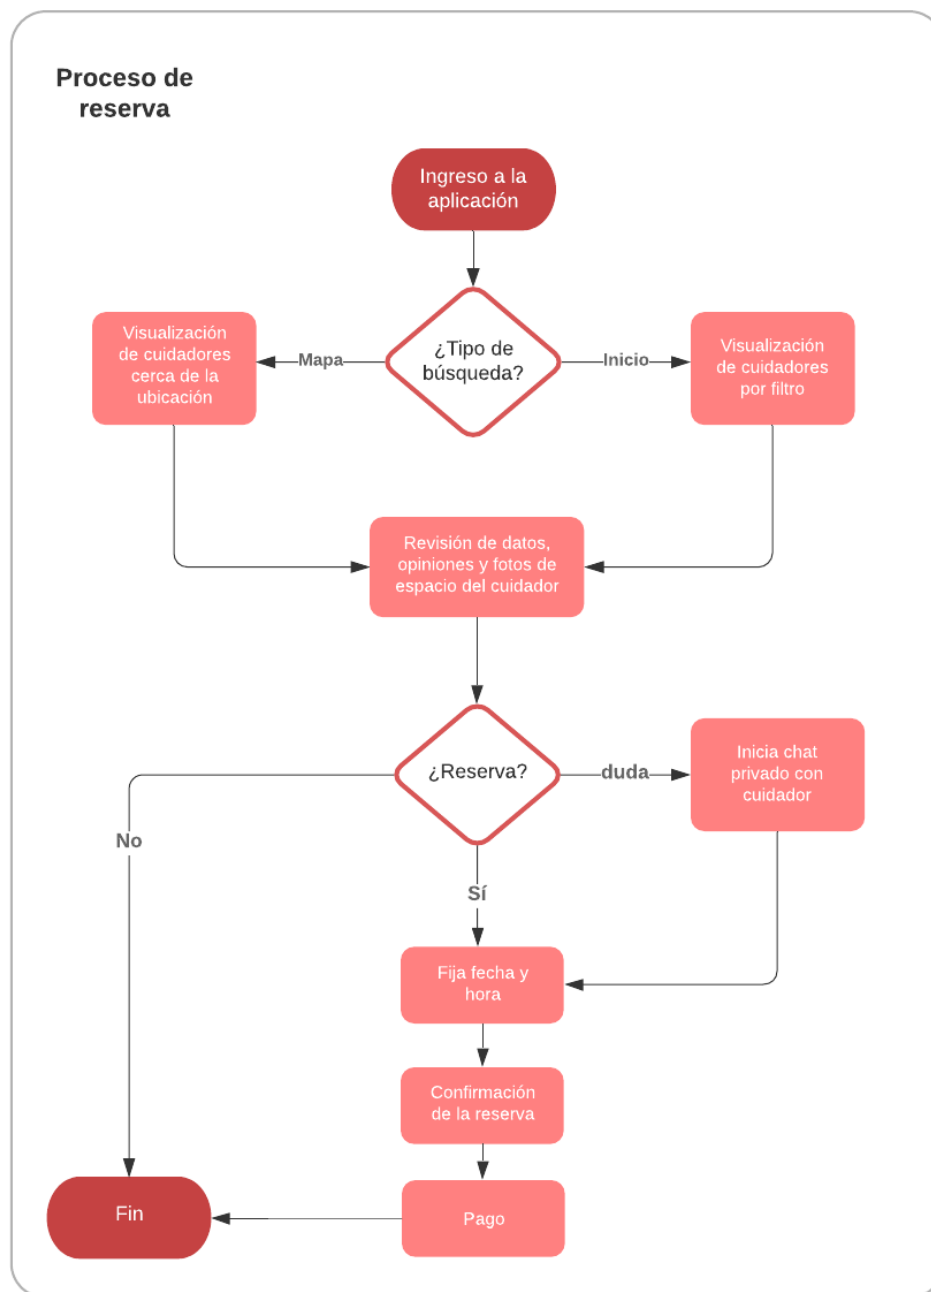 Proceso de
reserva
Ingreso a la
aplicación
¿Tipo de
búsqueda?
Mapa
Inicio
Visualización
de cuidadores
cerca de la
ubicación
Visualización
de cuidadores
por filtro
Revisión de datos,
opiniones y fotos de
espacio del cuidador
¿Reserva?
duda
Inicia chat
privado con
cuidador
No
Sí
Fija fecha y
hora
Confirmación
de la reserva
Pago
Fin